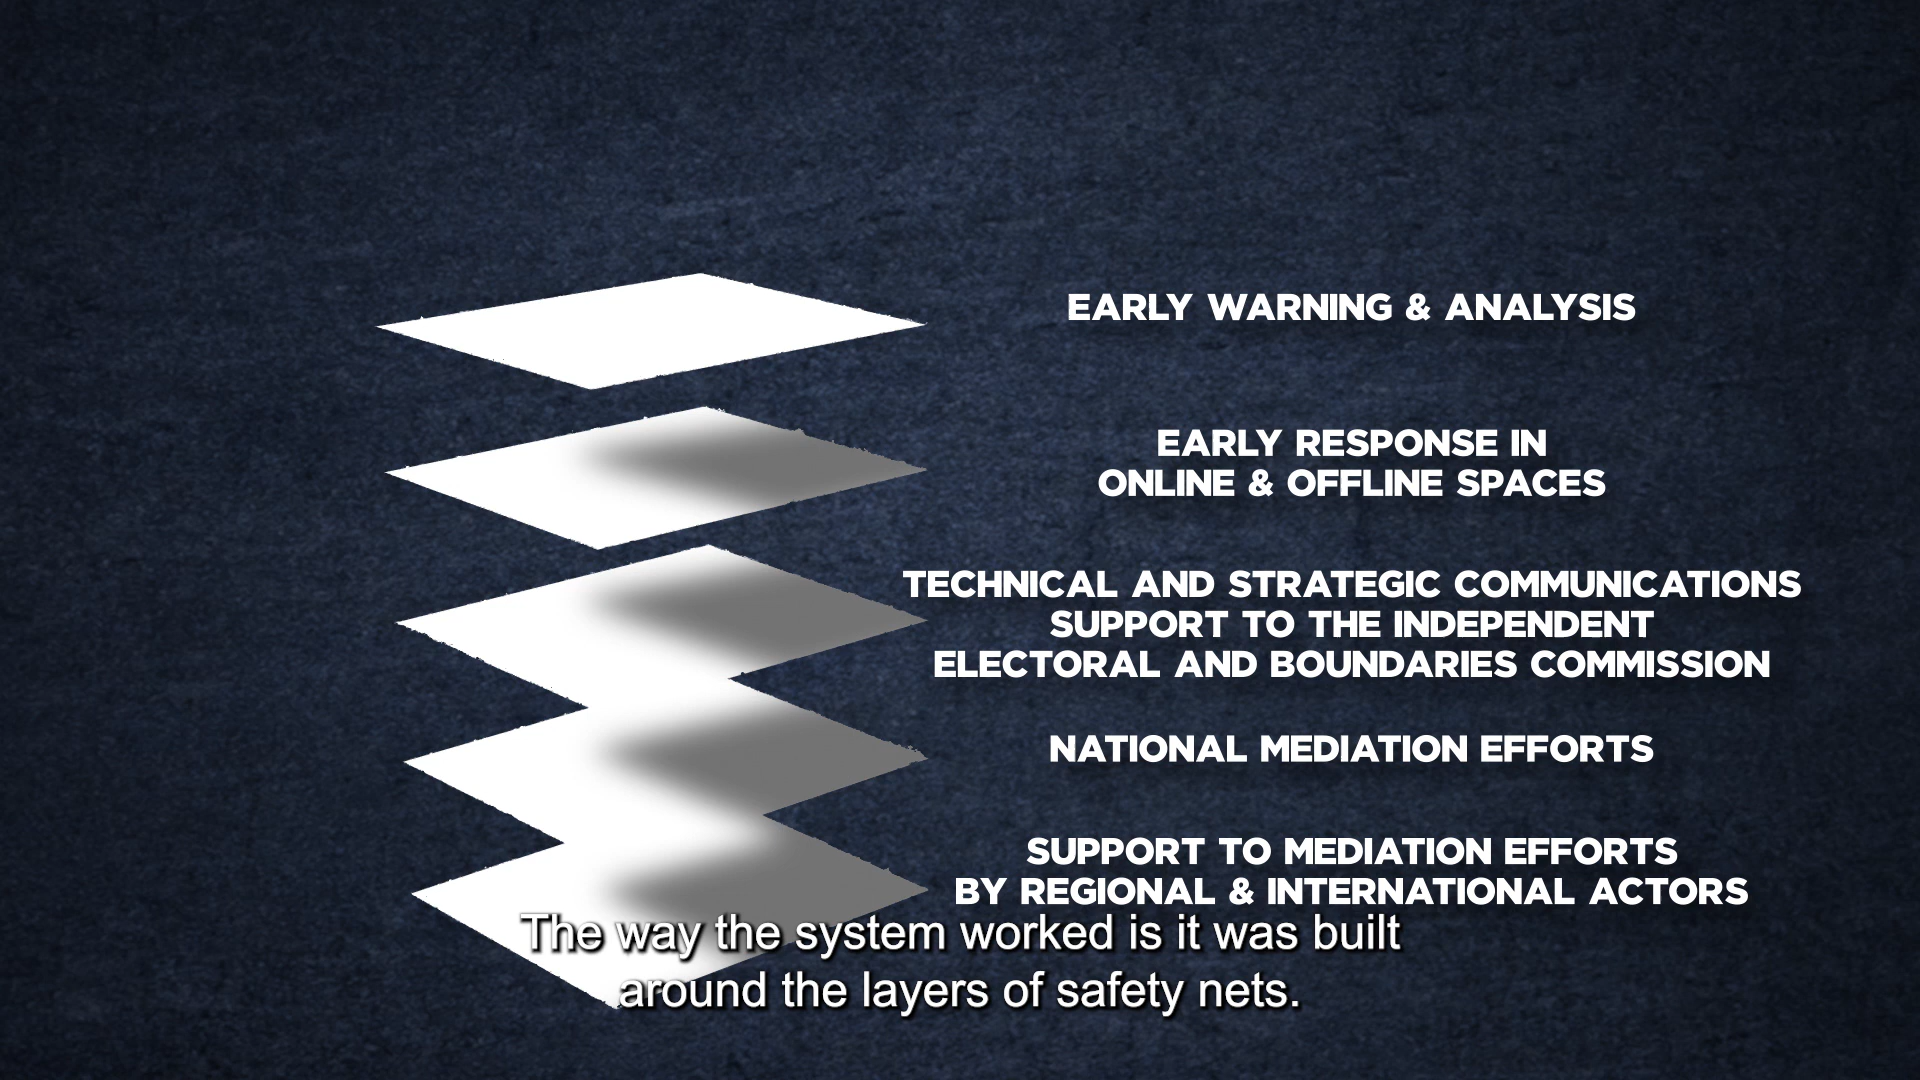 EARLY WARNING & ANALYSIS
EARLY RESPONSE IN
ONLINE & OFFLINE SPACES
TECHNICAL AND STRATEGIC COMMUNICATIONS
SUPPORT TO THE INDEPENDENT
ELECTORAL AND BOUNDARIES COMMISSION
NATIONAL MEDIATION EFFORTS
SUPPORT TO MEDIATION EFFORTS
BY REGIONAL & INTERNATIONAL ACTORS
The way the system worked is it was built
around the layers of safety nets.